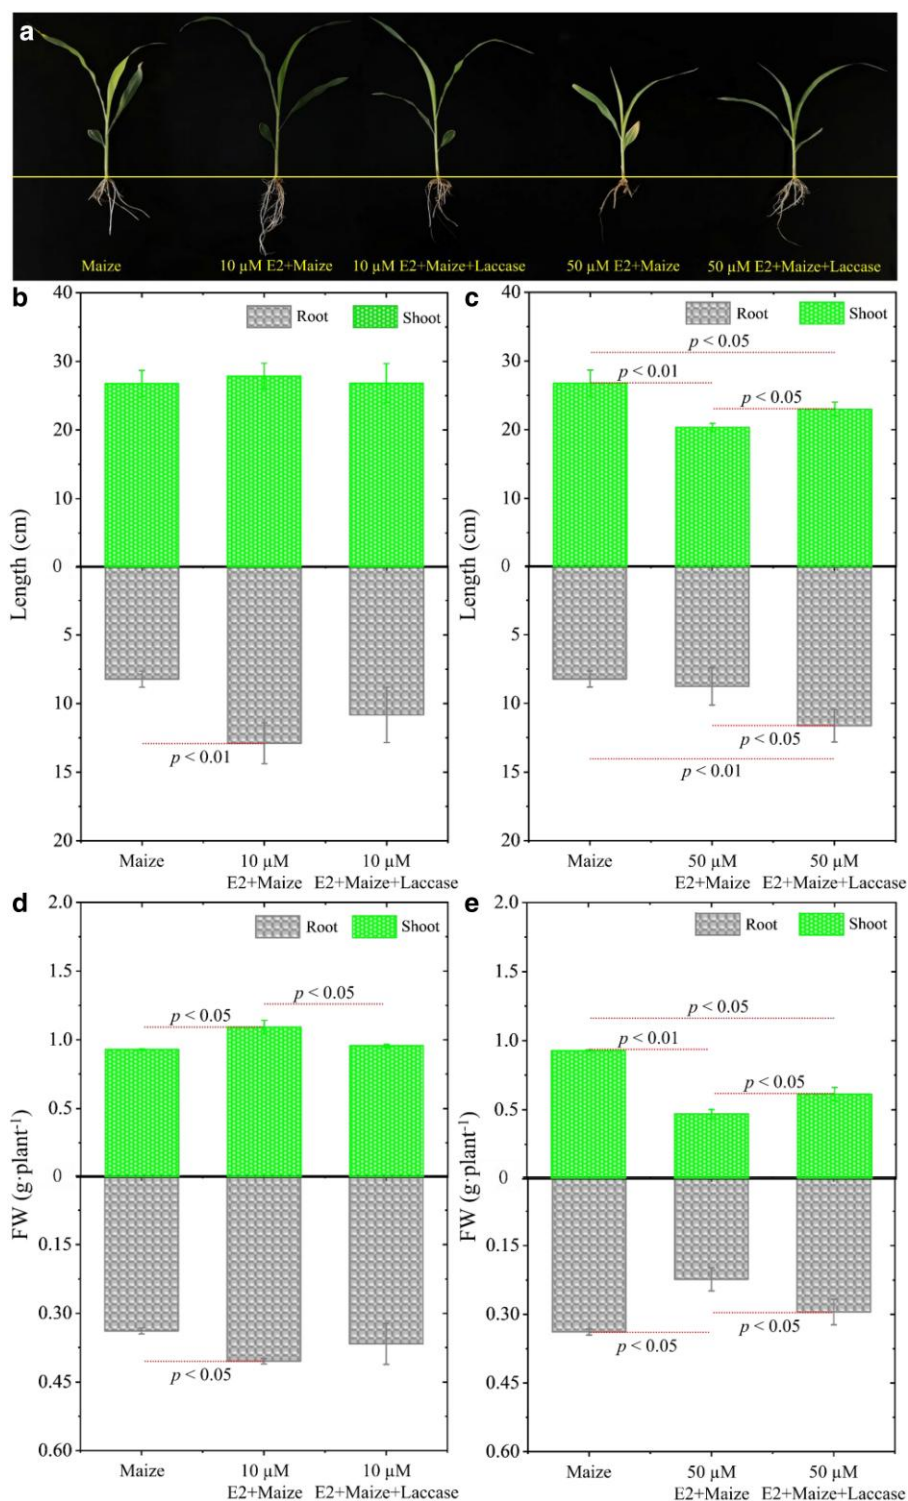 a
Maize
10 µM E2+Maize
10 µM E2+Maize+Laccase
50 µM E2+Maize
50 µM E2+Maize+Laccase
b
Root
Shoot
40
30
20
10
0
5
10
15
20
Length (cm)
p < 0.01
Maize
10 µM
E2+Maize
10 µM
E2+Maize+Laccase
c
Root
Shoot
40
30
20
10
0
5
10
15
20
Length (cm)
p < 0.05
p < 0.01
p < 0.05
p < 0.05
p < 0.01
Maize
50 µM
E2+Maize
50 µM
E2+Maize+Laccase
d
Root
Shoot
2.0
1.5
1.0
0.5
0
0.15
0.30
0.45
0.60
FW (g·plant⁻¹)
p < 0.05
p < 0.05
p < 0.05
Maize
10 µM
E2+Maize
10 µM
E2+Maize+Laccase
e
Root
Shoot
2.0
1.5
1.0
0.5
0
0.15
0.30
0.45
0.60
FW (g·plant⁻¹)
p < 0.05
p < 0.01
p < 0.05
p < 0.05
p < 0.05
Maize
50 µM
E2+Maize
50 µM
E2+Maize+Laccase